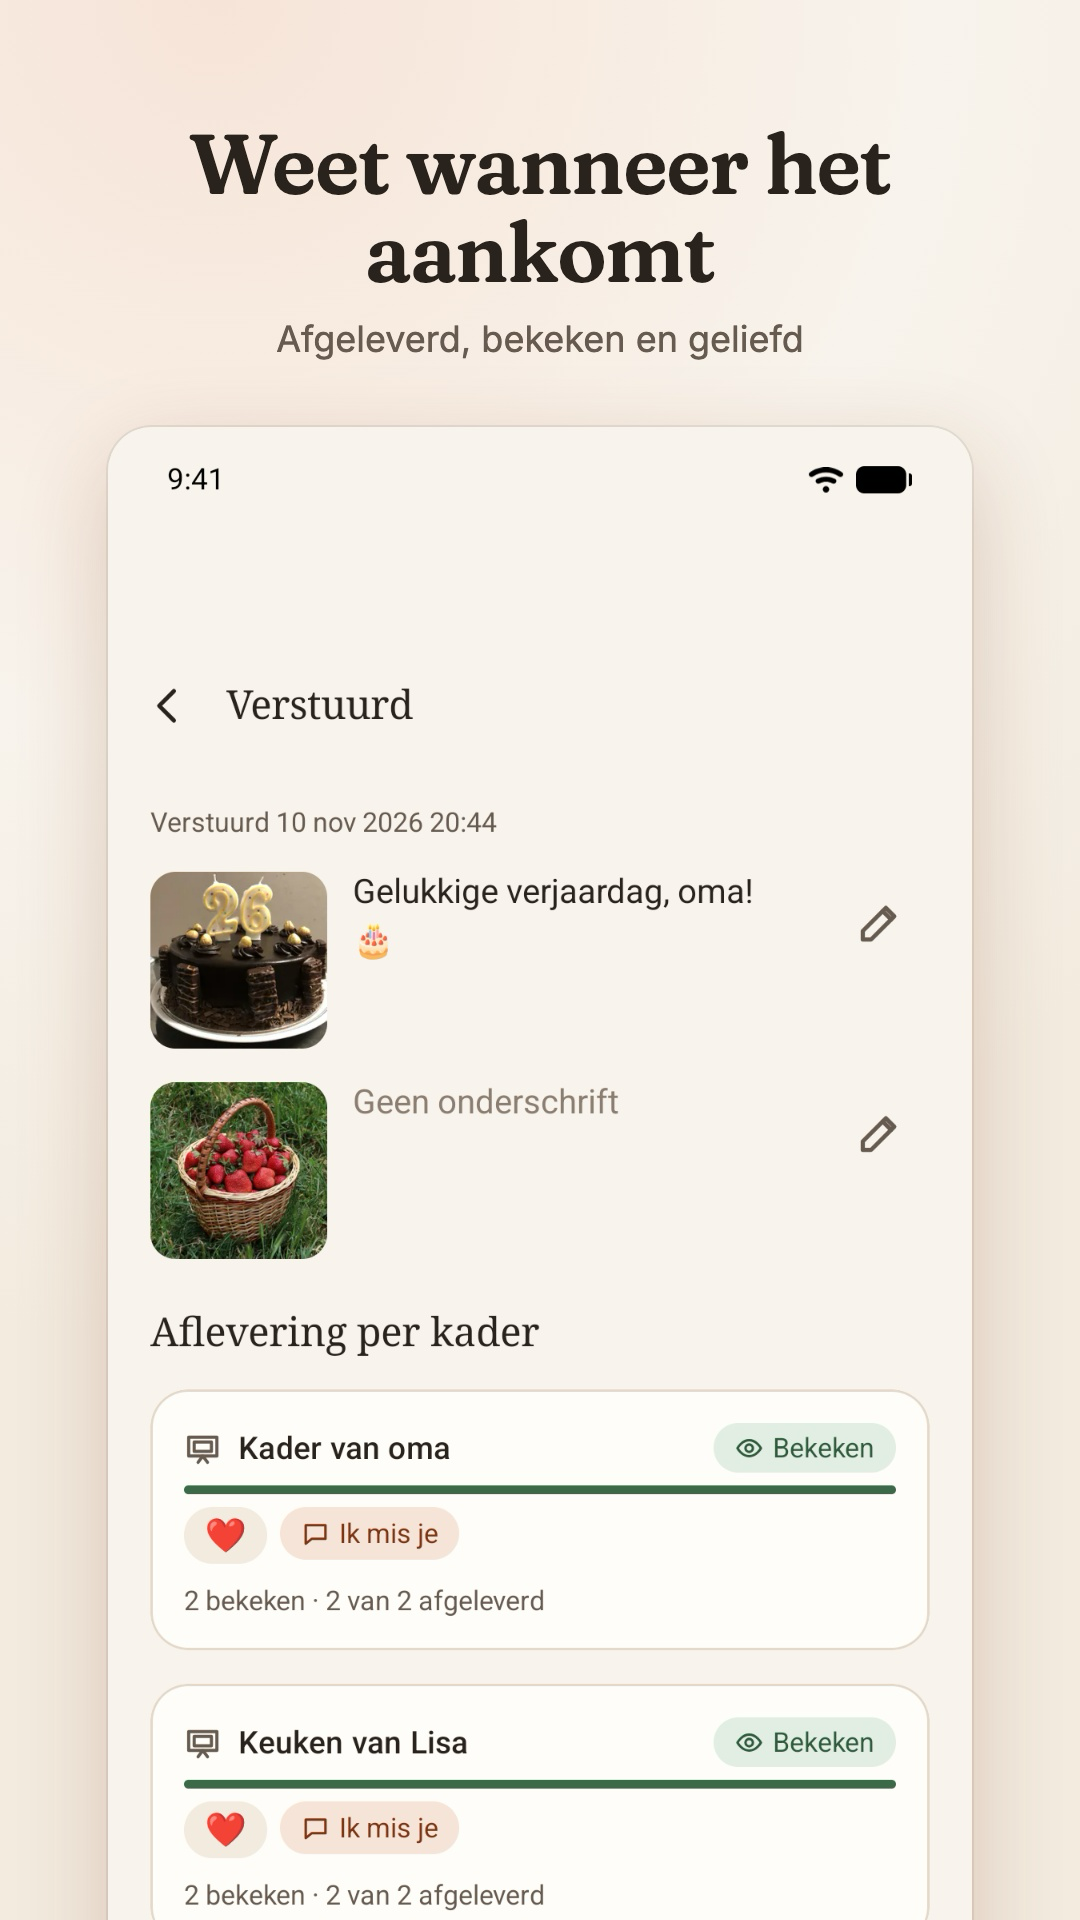 Weet wanneer het
aankomt
Afgeleverd, bekeken en geliefd
9:41
Verstuurd
Verstuurd 10 nov 2026 20:44
26
Gelukkige verjaardag, oma!
🎂
Geen onderschrift
Aflevering per kader
Kader van oma
Bekeken
❤️
Ik mis je
2 bekeken · 2 van 2 afgeleverd
Keuken van Lisa
Bekeken
❤️
Ik mis je
2 bekeken · 2 van 2 afgeleverd